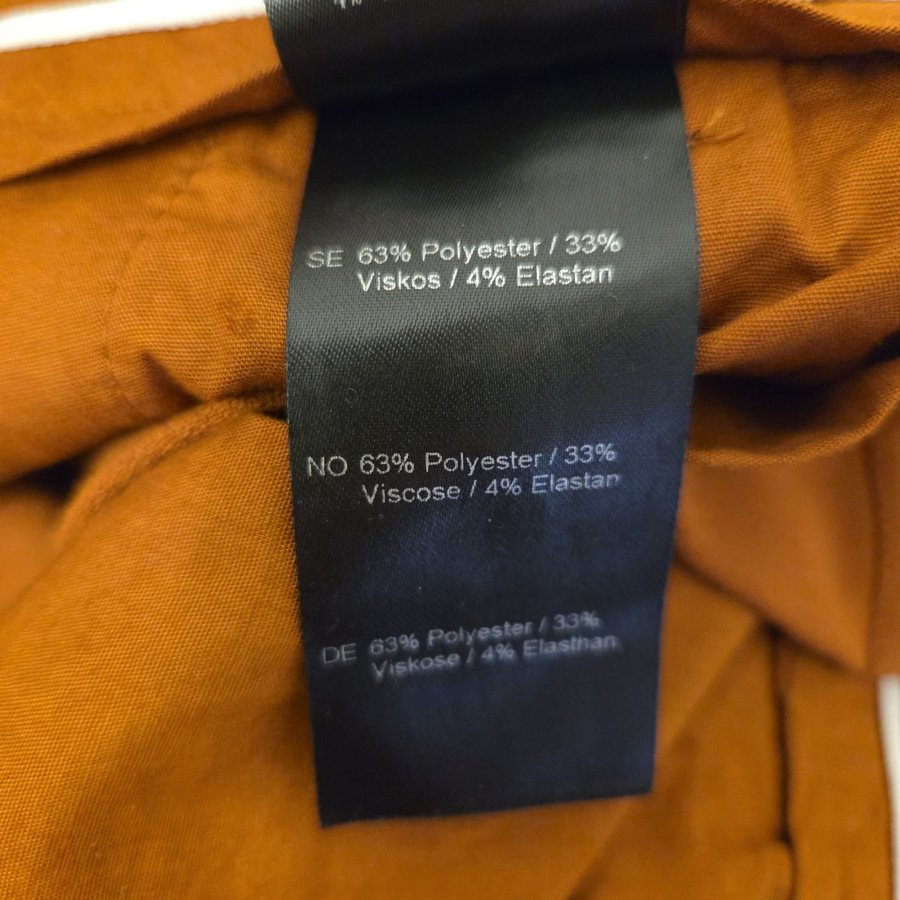 SE 63% Polyester / 33%
Viskos / 4% Elastan
NO 63% Polyester / 33%
Viscose / 4% Elastan
DE 63% Polyester / 33%
Viskose / 4% Elasthan